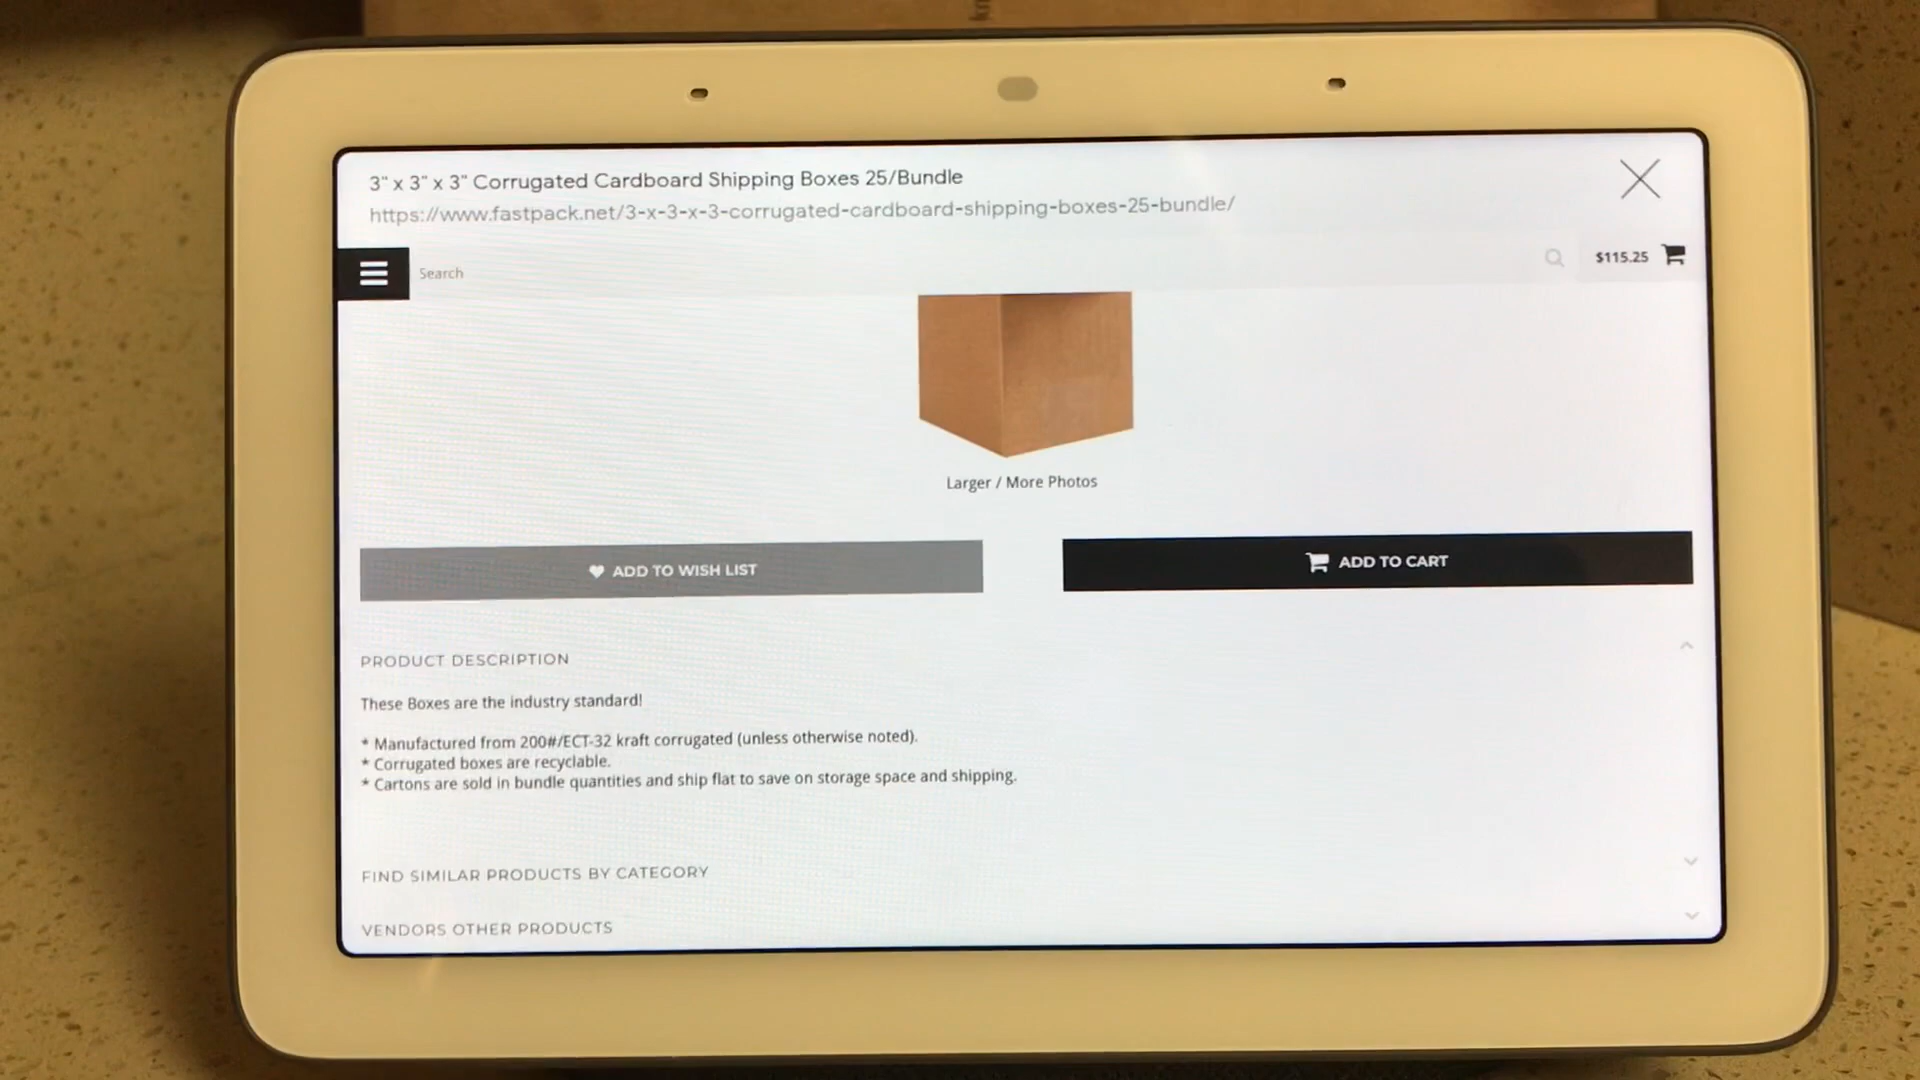 3" x 3" x 3" Corrugated Cardboard Shipping Boxes 25/Bundle
https://www.fastpack.net/3-x-3-x-3-corrugated-cardboard-shipping-boxes-25-bundle/
Search
$115.25
Larger / More Photos
ADD TO WISH LIST
ADD TO CART
PRODUCT DESCRIPTION
These Boxes are the industry standard!
* Manufactured from 200#/ECT-32 kraft corrugated (unless otherwise noted).
* Corrugated boxes are recyclable.
* Cartons are sold in bundle quantities and ship flat to save on storage space and shipping.
FIND SIMILAR PRODUCTS BY CATEGORY
VENDORS OTHER PRODUCTS